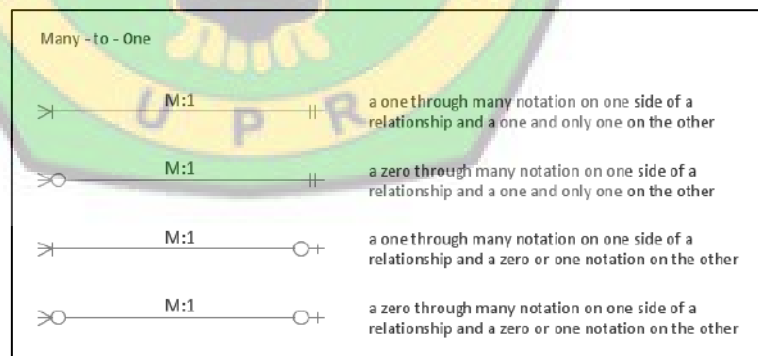 Many - to - One
M:1
a one through many notation on one side of a
relationship and a one and only one on the other
M:1
a zero through many notation on one side of a
relationship and a one and only one on the other
M:1
a one through many notation on one side of a
relationship and a zero or one notation on the other
M:1
a zero through many notation on one side of a
relationship and a zero or one notation on the other
U P R